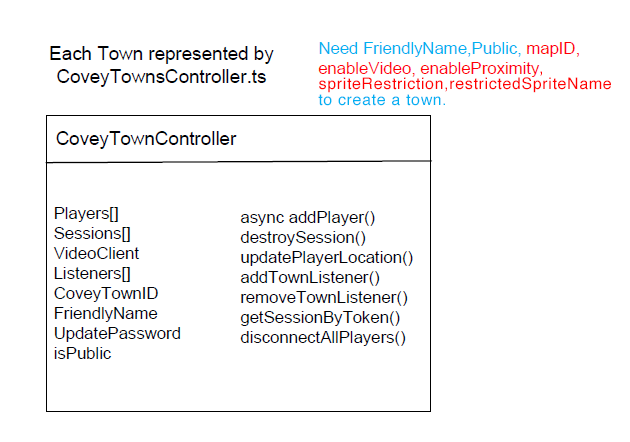 Each Town represented by
CoveyTownsController.ts
Need FriendlyName,Public, mapID,
enableVideo, enableProximity,
spriteRestriction,restrictedSpriteName
to create a town.
CoveyTownController
Players[]
Sessions[]
VideoClient
Listeners[]
CoveyTownID
FriendlyName
UpdatePassword
isPublic
async addPlayer()
destroySession()
updatePlayerLocation()
addTownListener()
removeTownListener()
getSessionByToken()
disconnectAllPlayers()